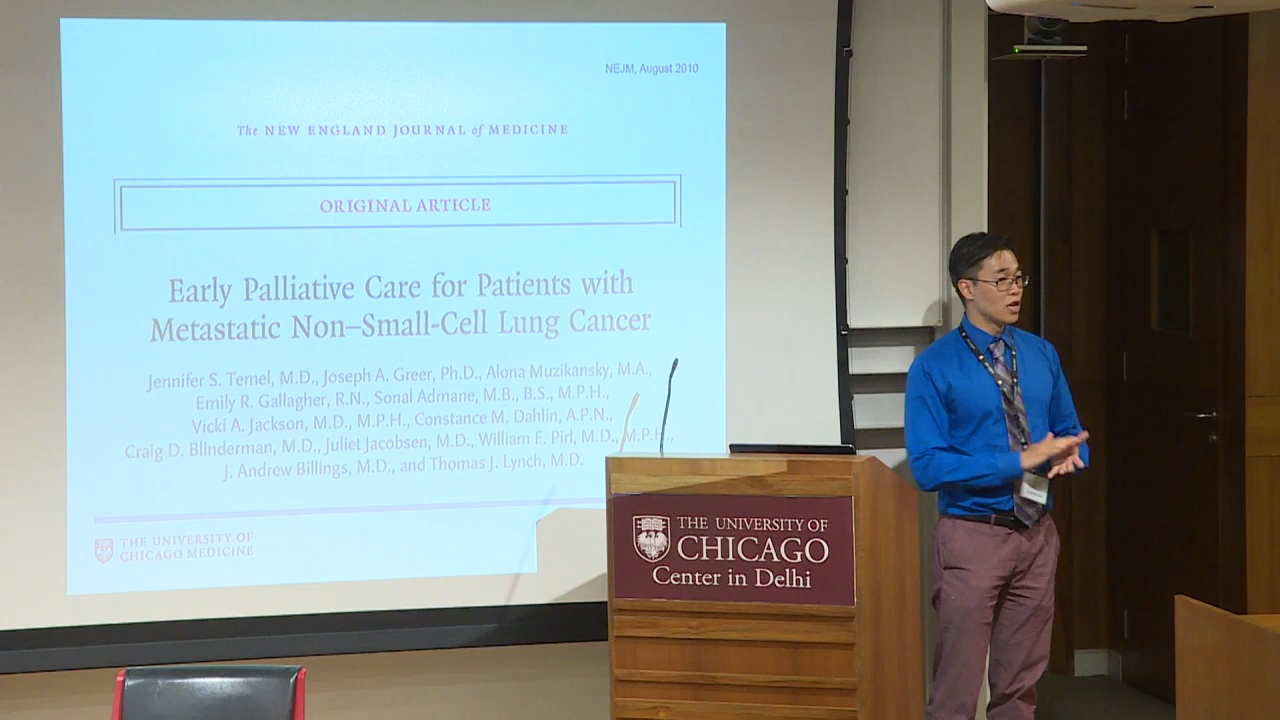 NEJM, August 2010
The NEW ENGLAND JOURNAL of MEDICINE
ORIGINAL ARTICLE
Early Palliative Care for Patients with
Metastatic Non–Small-Cell Lung Cancer
Jennifer S. Temel, M.D., Joseph A. Greer, Ph.D., Alona Muzikansky, M.A.,
Emily R. Gallagher, R.N., Sonal Admane, M.B., B.S., M.P.H.,
Vicki A. Jackson, M.D., M.P.H., Constance M. Dahlin, A.P.N.,
Craig D. Blinderman, M.D., Juliet Jacobsen, M.D., William F. Pirl, M.D., M.P.H.,
J. Andrew Billings, M.D., and Thomas J. Lynch, M.D.
THE UNIVERSITY OF
CHICAGO MEDICINE
THE UNIVERSITY OF
CHICAGO
Center in Delhi